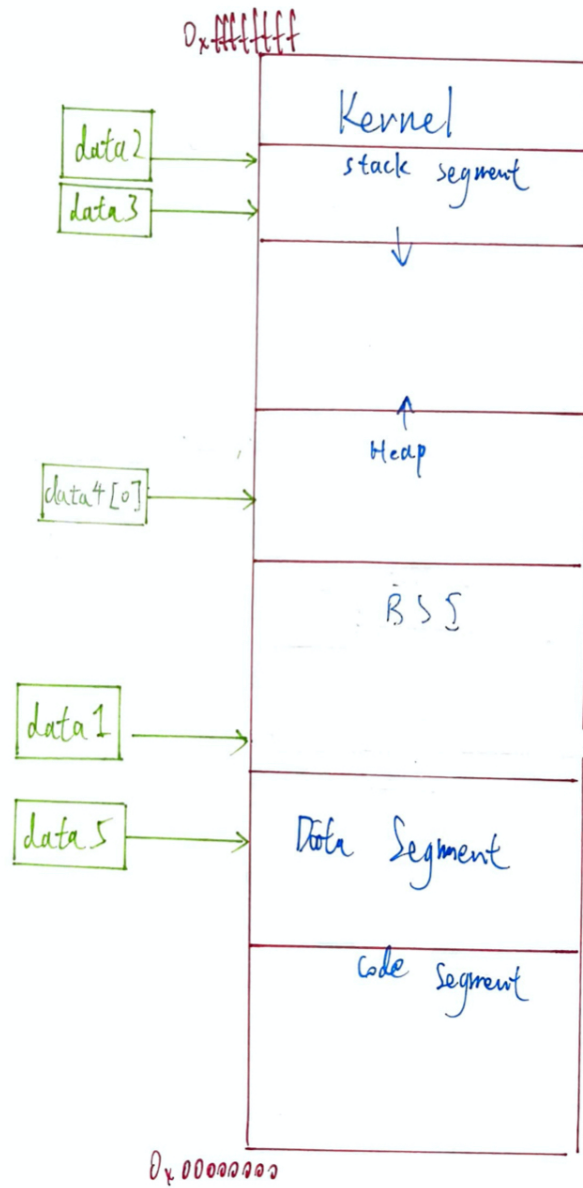 0xffffffff
Kernel
data2
stack segment
data3
Heap
data4[0]
BSS
data1
data5
Data Segment
code segment
0x00000000